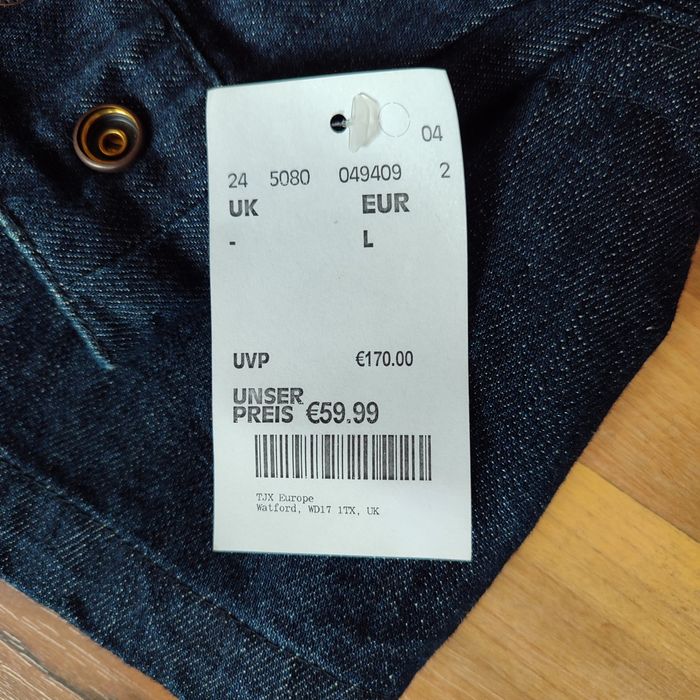 04
24 5080 049409 2
UK EUR
- L
UVP €170.00
UNSER
PREIS €59.99
TJX Europe
Watford, WD17 1TX, UK